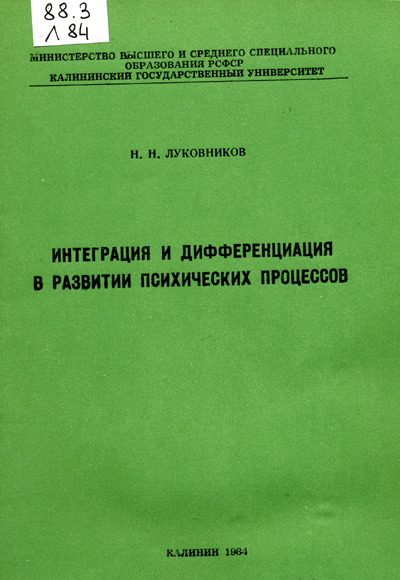 88.3
Л 84
МИНИСТЕРСТВО ВЫСШЕГО И СРЕДНЕГО СПЕЦИАЛЬНОГО
ОБРАЗОВАНИЯ РСФСР
КАЛИНИНСКИЙ ГОСУДАРСТВЕННЫЙ УНИВЕРСИТЕТ
Н. Н. ЛУКОВНИКОВ
ИНТЕГРАЦИЯ И ДИФФЕРЕНЦИАЦИЯ
В РАЗВИТИИ ПСИХИЧЕСКИХ ПРОЦЕССОВ
КАЛИНИН 1984